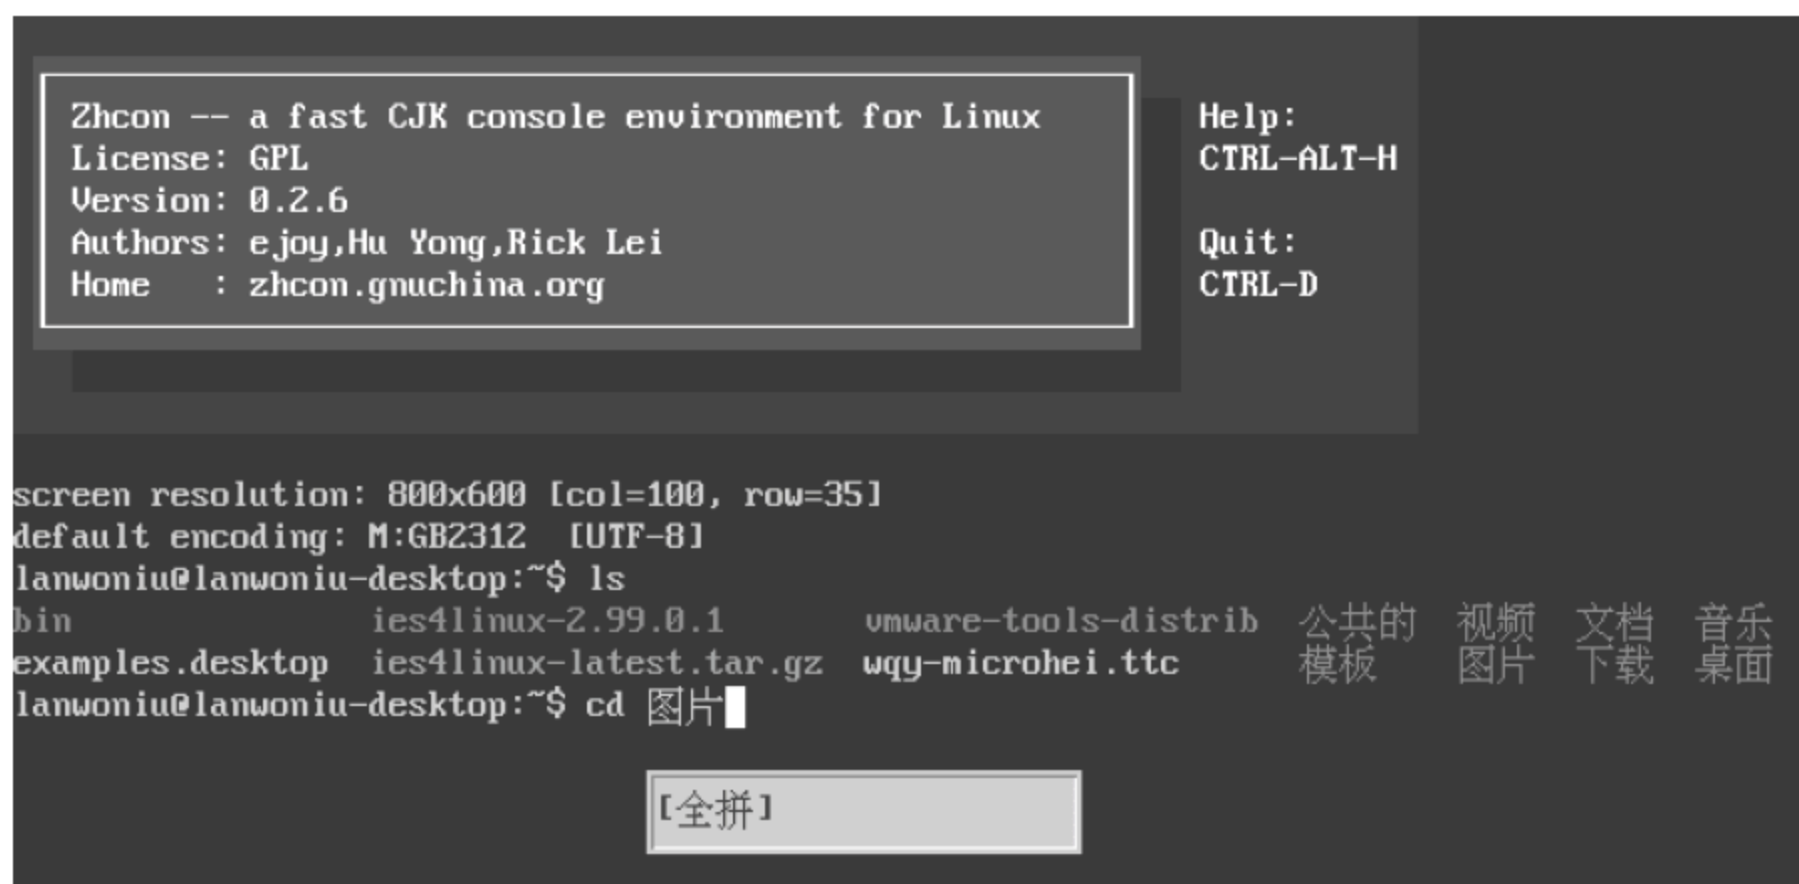 Zhcon -- a fast CJK console environment for Linux
License: GPL
Version: 0.2.6
Authors: ejoy,Hu Yong,Rick Lei
Home   : zhcon.gnuchina.org
Help:
CTRL-ALT-H
Quit:
CTRL-D
screen resolution: 800x600 [col=100, row=35]
default encoding: M:GB2312  [UTF-8]
lanwoniu@lanwoniu-desktop:~$ ls
bin               ies4linux-2.99.0.1       vmware-tools-distrib  公共的  视频  文档  音乐
examples.desktop  ies4linux-latest.tar.gz  wqy-microhei.ttc      模板    图片  下载  桌面
lanwoniu@lanwoniu-desktop:~$ cd 图片
[全拼]